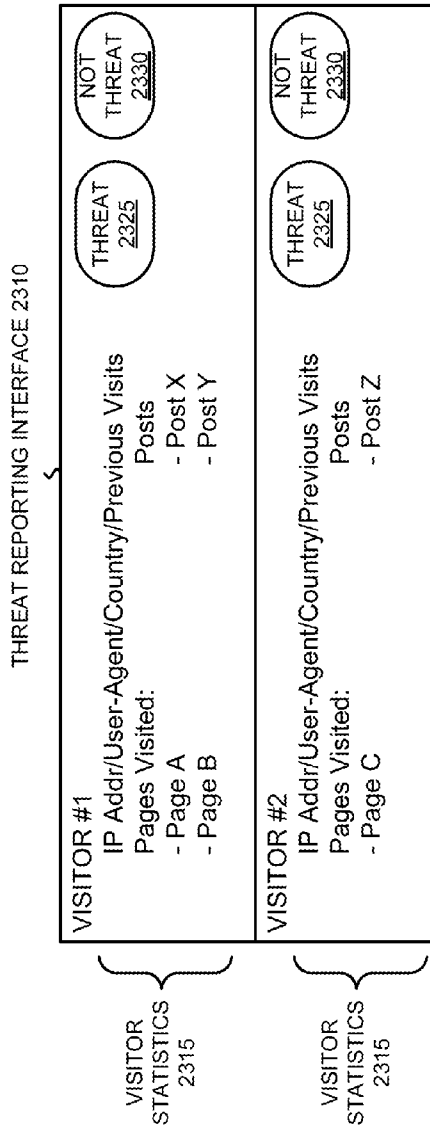 THREAT REPORTING INTERFACE 2310
VISITOR #1
IP Addr/User-Agent/Country/Previous Visits
Pages Visited: Posts
- Page A - Post X
- Page B - Post Y
THREAT
2325
NOT
THREAT
2330
VISITOR
STATISTICS
2315
VISITOR #2
IP Addr/User-Agent/Country/Previous Visits
Pages Visited: Posts
- Page C - Post Z
THREAT
2325
NOT
THREAT
2330
VISITOR
STATISTICS
2315